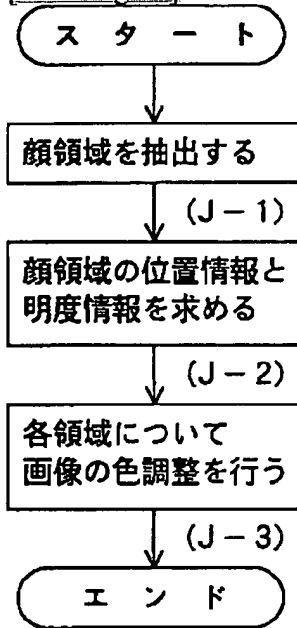 スタート
顔領域を抽出する
(J－1)
顔領域の位置情報と
明度情報を求める
(J－2)
各領域について
画像の色調整を行う
(J－3)
エンド